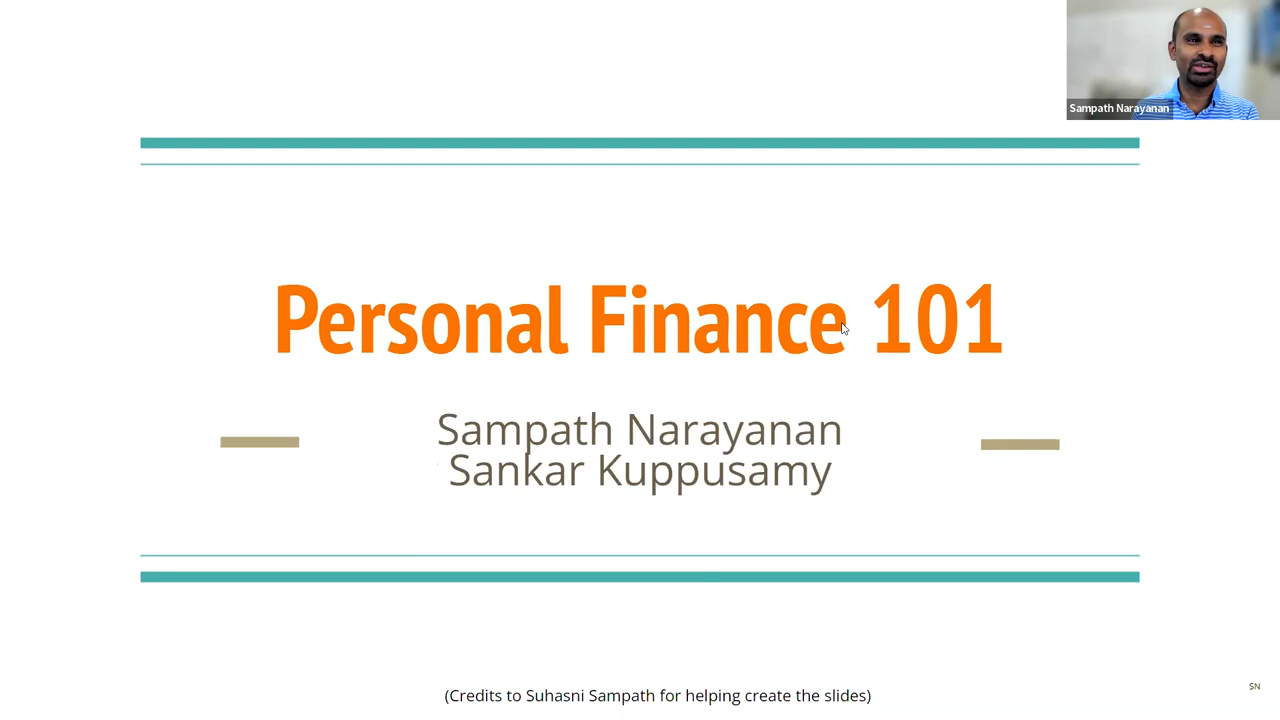 Sampath Narayanan
Personal Finance 101
Sampath Narayanan
Sankar Kuppusamy
(Credits to Suhasni Sampath for helping create the slides)
SN